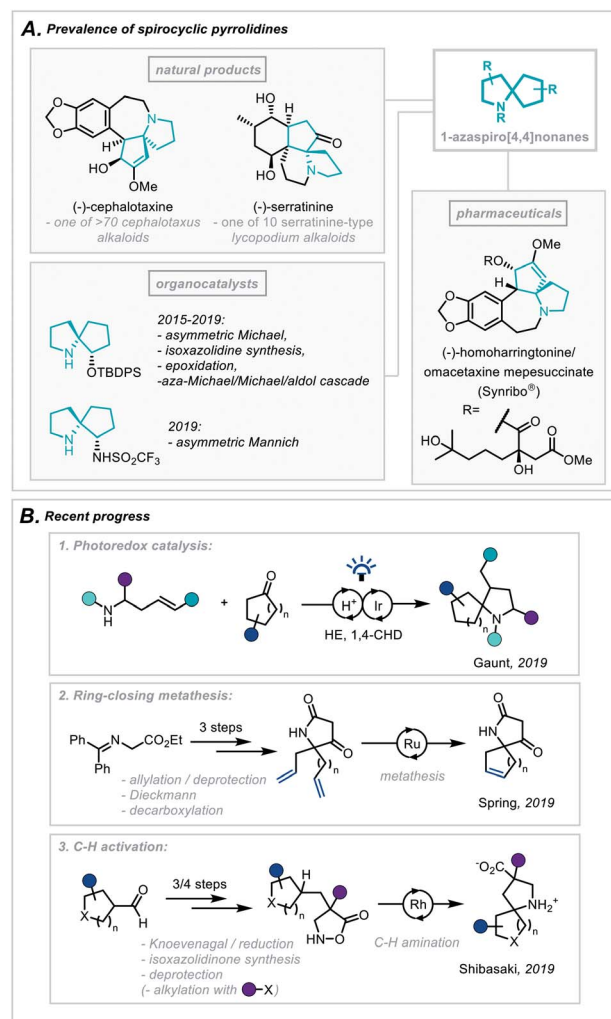 A. Prevalence of spirocyclic pyrrolidines
natural products
O
O
N
H
HO
OMe
(-)-cephalotaxine
- one of >70 cephalotaxus
alkaloids
HO
H
O
N
HO
(-)-serratinine
- one of 10 serratinine-type
lycopodium alkaloids
R
R
N
R
1-azaspiro[4,4]nonanes
organocatalysts
N
H
OTBDPS
2015-2019:
- asymmetric Michael,
- isoxazolidine synthesis,
- epoxidation,
-aza-Michael/Michael/aldol cascade
N
H
NHSO2CF3
2019:
- asymmetric Mannich
pharmaceuticals
OMe
RO
H
O
O
N
(-)-homoharringtonine/
omacetaxine mepesuccinate
(Synribo®)
R=
O
HO
O
OMe
OH
B. Recent progress
1. Photoredox catalysis:
N
H
+
O
n
H+
Ir
HE, 1,4-CHD
n
N
Gaunt, 2019
2. Ring-closing metathesis:
Ph
N
CO2Et
Ph
3 steps
- allylation / deprotection
- Dieckmann
- decarboxylation
O
HN
O
n
Ru
metathesis
O
HN
O
n
Spring, 2019
3. C-H activation:
O
X
n
H
3/4 steps
- Knoevenagal / reduction
- isoxazolidinone synthesis
- deprotection
(- alkylation with –X)
H
X
n
O
HN
O
Rh
C-H amination
-O2C
NH2+
n
X
Shibasaki, 2019